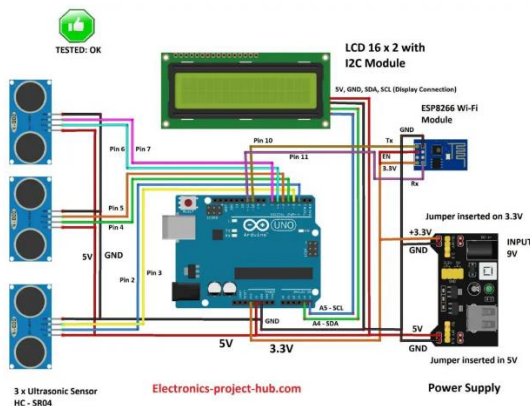 TESTED: OK
LCD 16 x 2 with
I2C Module
5V, GND, SDA, SCL (Display Connection)
ESP8266 Wi-Fi
Module
GND
Tx
EN
3.3V
Rx
Pin 10
Pin 11
Pin 7
Pin 6
Pin 5
Pin 4
5V
GND
Pin 2
Pin 3
ARDUINO
UNO
Jumper inserted on 3.3V
+3.3V
GND
INPUT
9V
A5 - SCL
A4 - SDA
GND
5V
3.3V
5V
GND
Jumper inserted in 5V
3 x Ultrasonic Sensor
HC - SR04
Electronics-project-hub.com
Power Supply